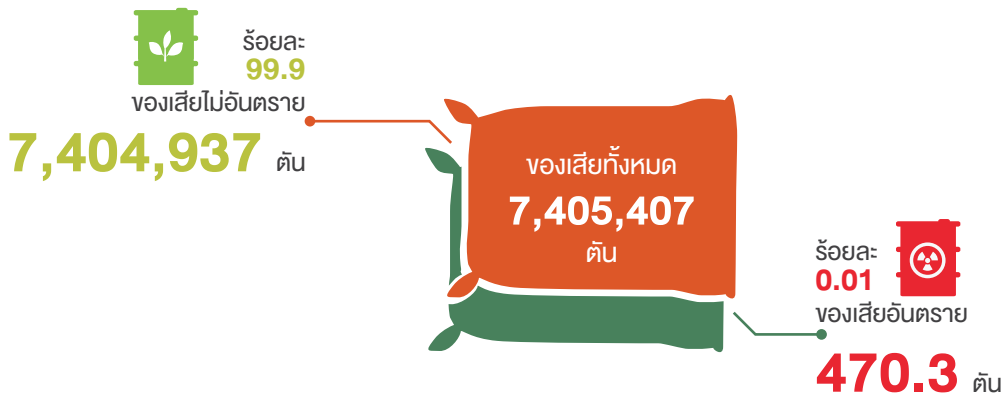 ร้อยละ
99.9
ของเสียไม่อันตราย
7,404,937 ตัน
ของเสียทั้งหมด
7,405,407
ตัน
ร้อยละ
0.01
ของเสียอันตราย
470.3 ตัน